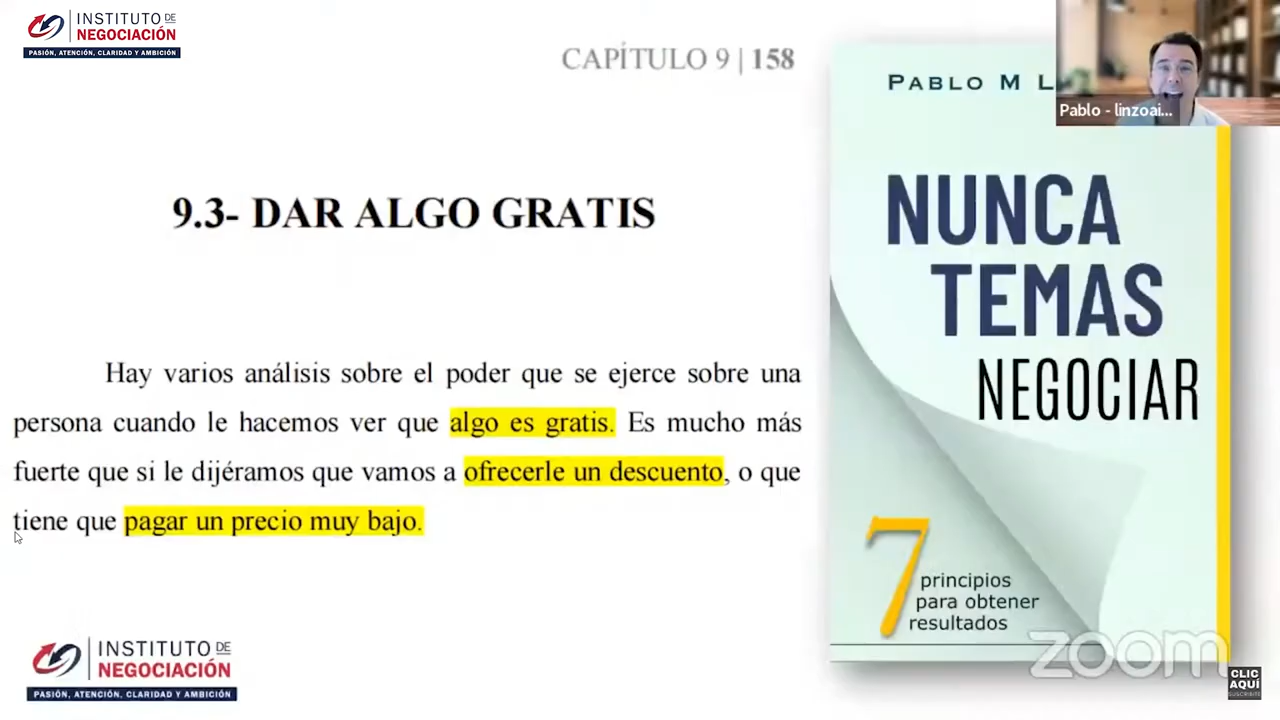 INSTITUTO DE
NEGOCIACIÓN
PASIÓN, ATENCIÓN, CLARIDAD Y AMBICIÓN
CAPÍTULO 9 | 158
9.3- DAR ALGO GRATIS
Hay varios análisis sobre el poder que se ejerce sobre una
persona cuando le hacemos ver que algo es gratis. Es mucho más
fuerte que si le dijéramos que vamos a ofrecerle un descuento, o que
tiene que pagar un precio muy bajo.
INSTITUTO DE
NEGOCIACIÓN
PASIÓN, ATENCIÓN, CLARIDAD Y AMBICIÓN
PABLO M L
Pablo - linzoai...
NUNCA
TEMAS
NEGOCIAR
7 principios
para obtener
resultados
zoom
CLIC
AQUÍ
SUSCRIBITE